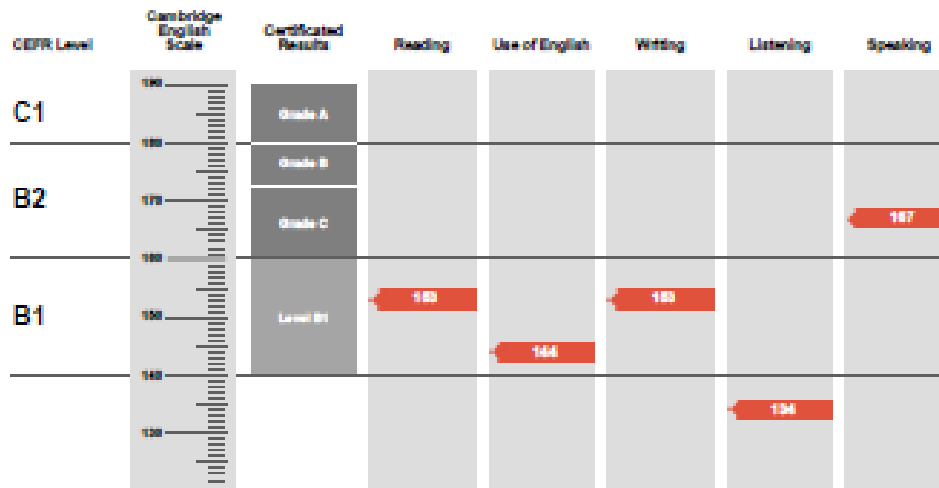 CEFR Level
Cambridge
English
Scale
Certificated
Results
Reading
Use of English
Writing
Listening
Speaking
C1
B2
B1
190
180
170
160
150
140
130
Grade A
Grade B
Grade C
Level B1
153
144
153
134
167